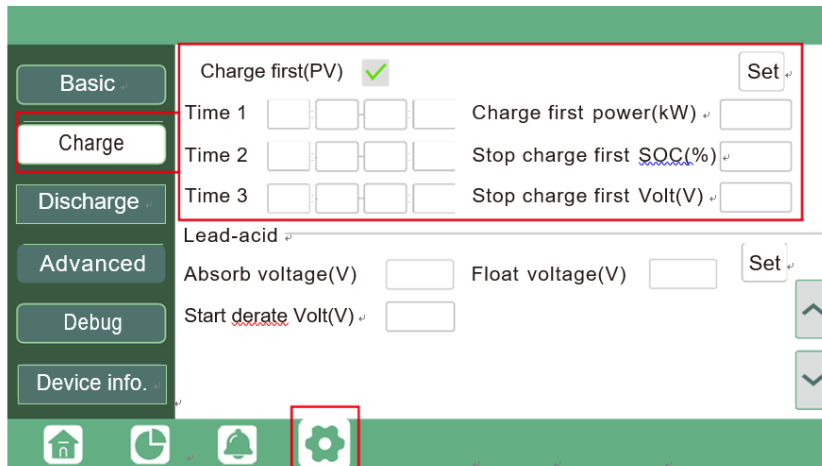 Basic
Charge
Discharge
Advanced
Debug
Device info.
Charge first(PV)
Set
Time 1
Charge first power(kW)
Time 2
Stop charge first SOC(%)
Time 3
Stop charge first Volt(V)
Lead-acid
Absorb voltage(V)
Float voltage(V)
Set
Start derate Volt(V)